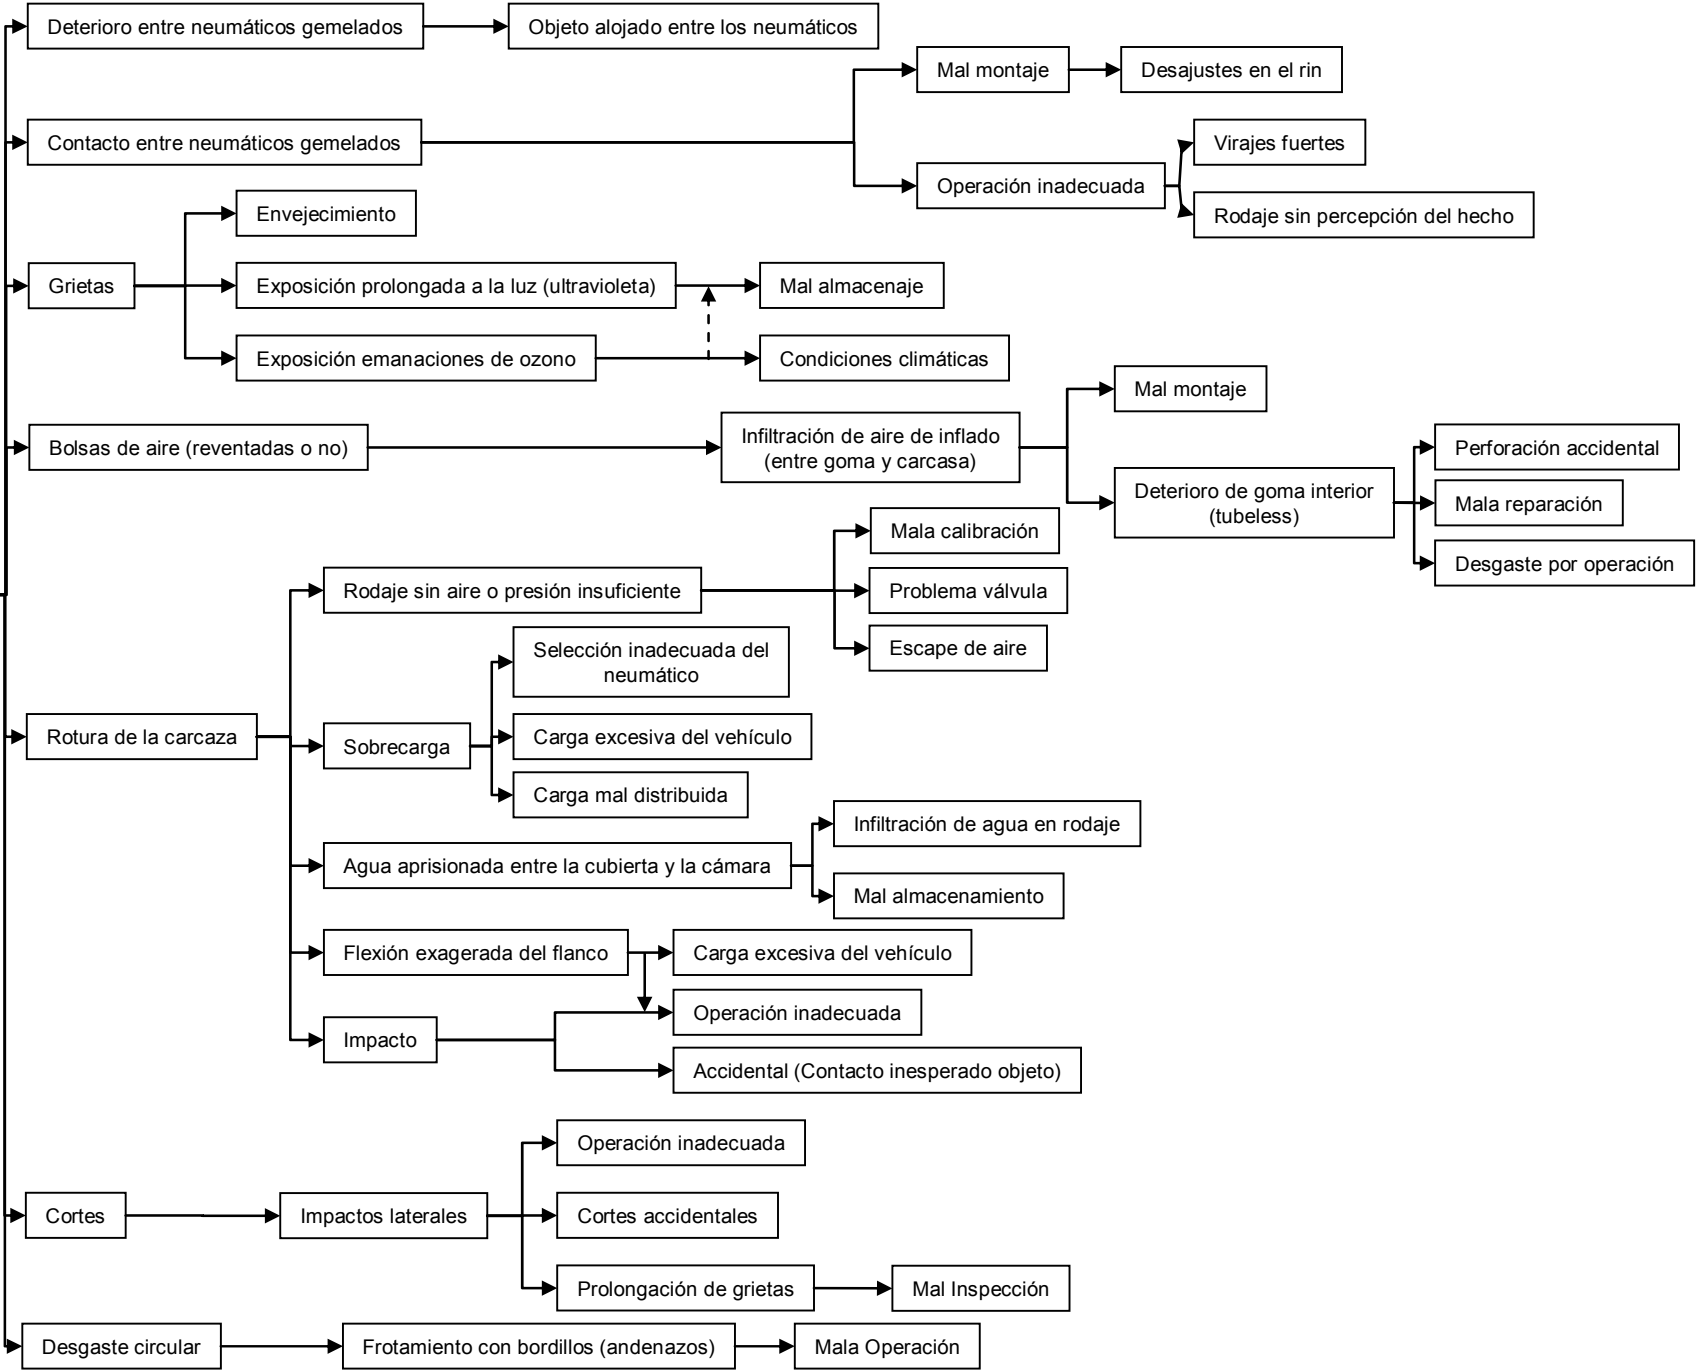 Deterioro entre neumáticos gemelados
Objeto alojado entre los neumáticos
Mal montaje
Desajustes en el rin
Contacto entre neumáticos gemelados
Virajes fuertes
Operación inadecuada
Rodaje sin percepción del hecho
Envejecimiento
Grietas
Exposición prolongada a la luz (ultravioleta)
Mal almacenaje
Exposición emanaciones de ozono
Condiciones climáticas
Mal montaje
Bolsas de aire (reventadas o no)
Infiltración de aire de inflado
(entre goma y carcasa)
Perforación accidental
Deterioro de goma interior
(tubeless)
Mala reparación
Desgaste por operación
Mala calibración
Rodaje sin aire o presión insuficiente
Problema válvula
Escape de aire
Selección inadecuada del
neumático
Rotura de la carcaza
Sobrecarga
Carga excesiva del vehículo
Carga mal distribuida
Infiltración de agua en rodaje
Agua aprisionada entre la cubierta y la cámara
Mal almacenamiento
Flexión exagerada del flanco
Carga excesiva del vehículo
Operación inadecuada
Impacto
Accidental (Contacto inesperado objeto)
Operación inadecuada
Cortes
Impactos laterales
Cortes accidentales
Prolongación de grietas
Mal Inspección
Desgaste circular
Frotamiento con bordillos (andenazos)
Mala Operación